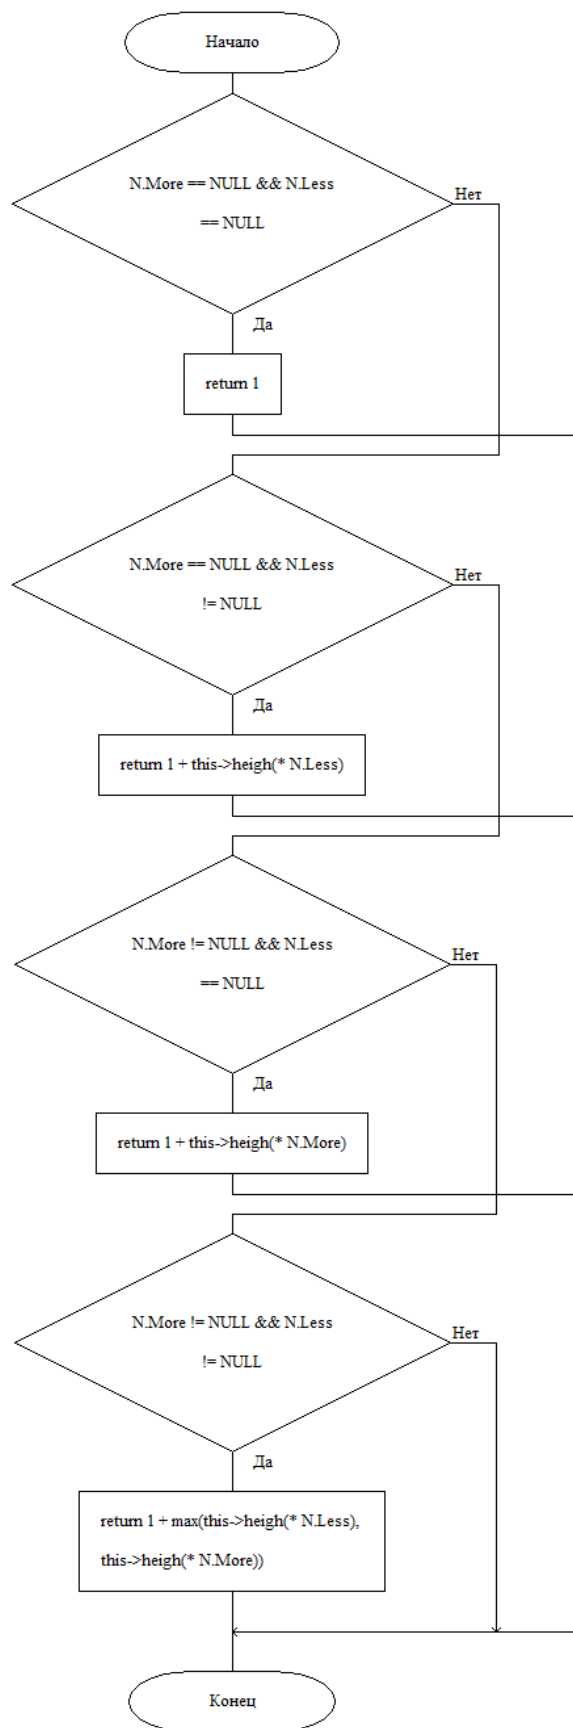 Начало
N.More == NULL && N.Less
== NULL
Нет
Да
return 1
N.More == NULL && N.Less
!= NULL
Нет
Да
return 1 + this->heigh(* N.Less)
N.More != NULL && N.Less
== NULL
Нет
Да
return 1 + this->heigh(* N.More)
N.More != NULL && N.Less
!= NULL
Нет
Да
return 1 + max(this->heigh(* N.Less),
this->heigh(* N.More))
Конец